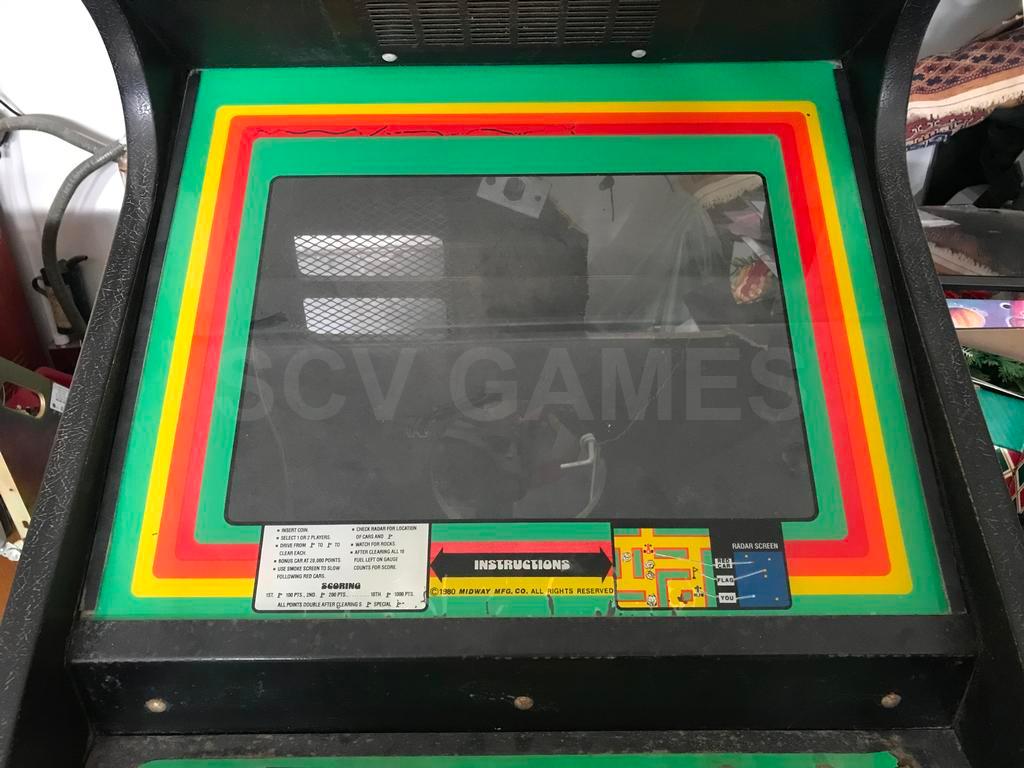 SCV GAMES
• INSERT COIN.
• SELECT 1 OR 2 PLAYERS.
• DRIVE FROM TO TO
CLEAR EACH.
• BONUS CAR AT 20,000 POINTS
• USE SMOKE SCREEN TO SLOW
FOLLOWING RED CARS.
• CHECK RADAR FOR LOCATION
OF CARS AND
• WATCH FOR ROCKS.
• AFTER CLEARING ALL 10
FUEL LEFT ON GAUGE
COUNTS FOR SCORE.
SCORING
1ST. 100 PTS., 2ND. 200 PTS. ........ 10TH. 1000 PTS.
ALL POINTS DOUBLE AFTER CLEARING S SPECIAL
INSTRUCTIONS
©1980 MIDWAY MFG. CO. ALL RIGHTS RESERVED
RADAR SCREEN
RED
CAR
FLAG
YOU